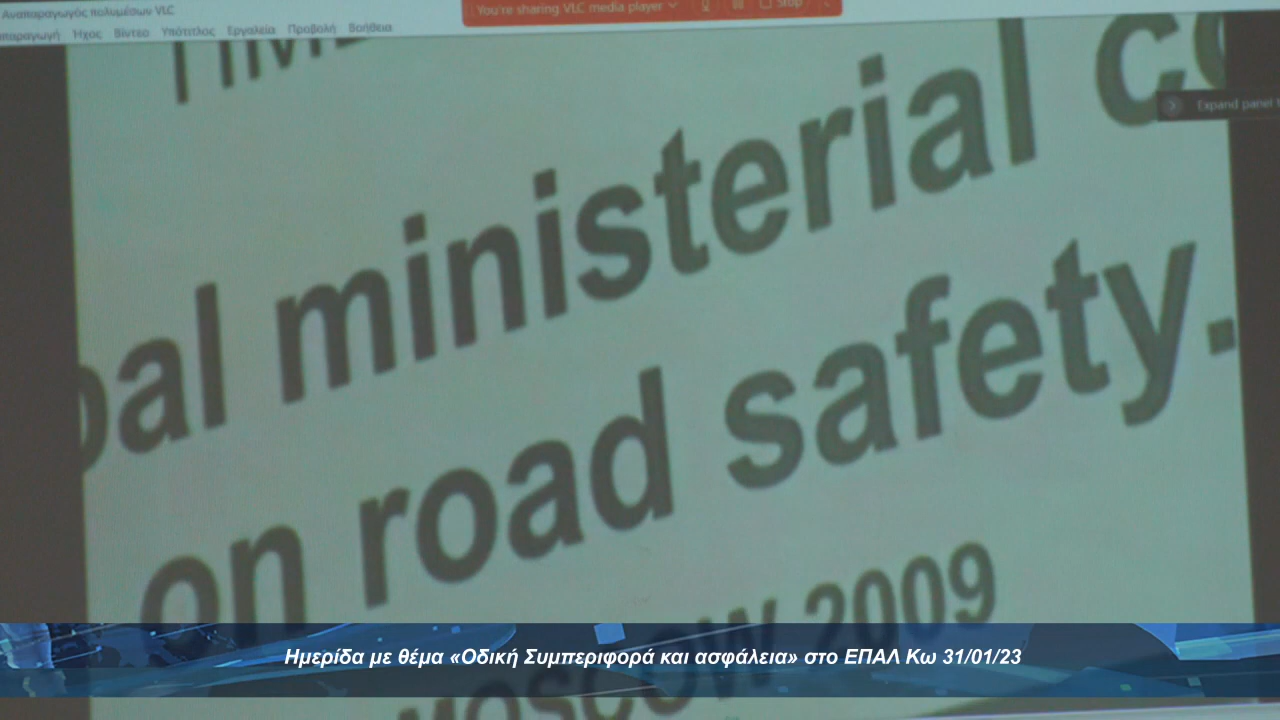 Αναπαραγωγός πολυμέσων VLC
You're sharing VLC media player
Stop
Ήχος Βίντεο Υπότιτλος Εργαλεία Προβολή Βοήθεια
Expand panel
ministerial
on road safety.
MOSCOW 2009
Ημερίδα με θέμα «Οδική Συμπεριφορά και ασφάλεια» στο ΕΠΑΛ Κω 31/01/23